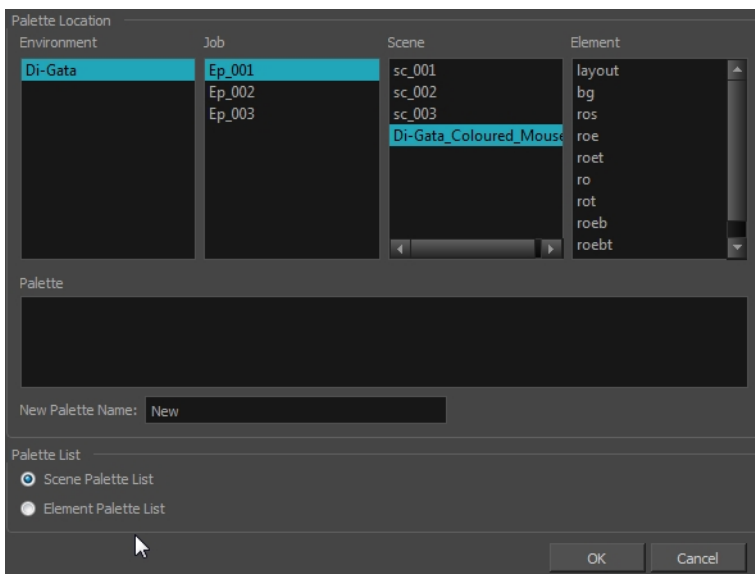 Palette Location
Environment Job Scene Element
Di-Gata Ep_001 sc_001 layout
Ep_002 sc_002 bg
Ep_003 sc_003 ros
Di-Gata_Coloured_Mouse roe
roet
ro
rot
roeb
roebt
Palette
New Palette Name: New
Palette List
Scene Palette List
Element Palette List
OK Cancel